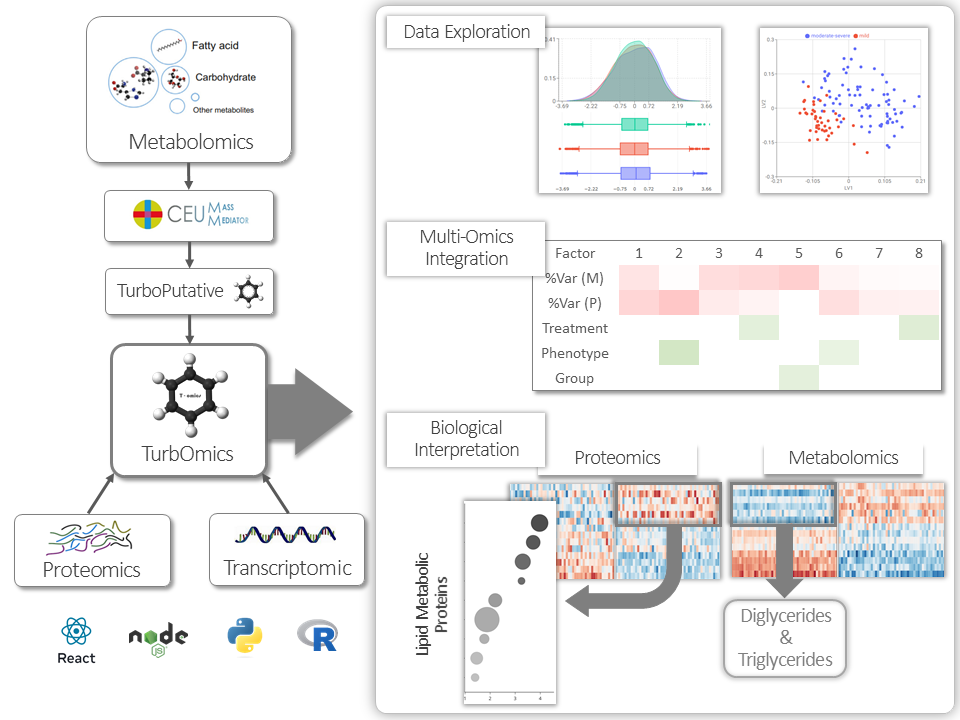 Fatty acid
Carbohydrate
Other metabolites
Metabolomics
CEU MASS MEDIATOR
TurboPutative
T-omics
TurbOmics
Proteomics
Transcriptomic
React
node
JS
R
Data Exploration
0.15
-3.69 -2.22 -0.75 0 0.72 2.19 3.66
-3.69 -2.22 -0.75 0 0.72 2.19 3.66
moderate-severe mild
0.3
0.15
0
-0.15
-0.3
LV2
-0.21 -0.105 0 0.105 0.21
LV1
Multi-Omics
Integration
Factor 1 2 3 4 5 6 7 8
%Var (M)
%Var (P)
Treatment
Phenotype
Group
Biological
Interpretation
Proteomics
Metabolomics
Lipid Metabolic
Proteins
1 2 3 4
Diglycerides
&
Triglycerides